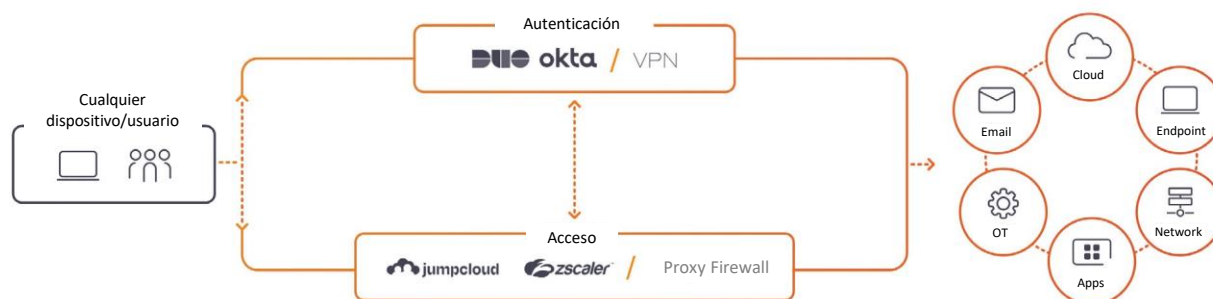 Autenticación
DUO okta / VPN
Cualquier
dispositivo/usuario
Acceso
jumpcloud zscaler / Proxy Firewall
Cloud
Email
Endpoint
OT
Network
Apps